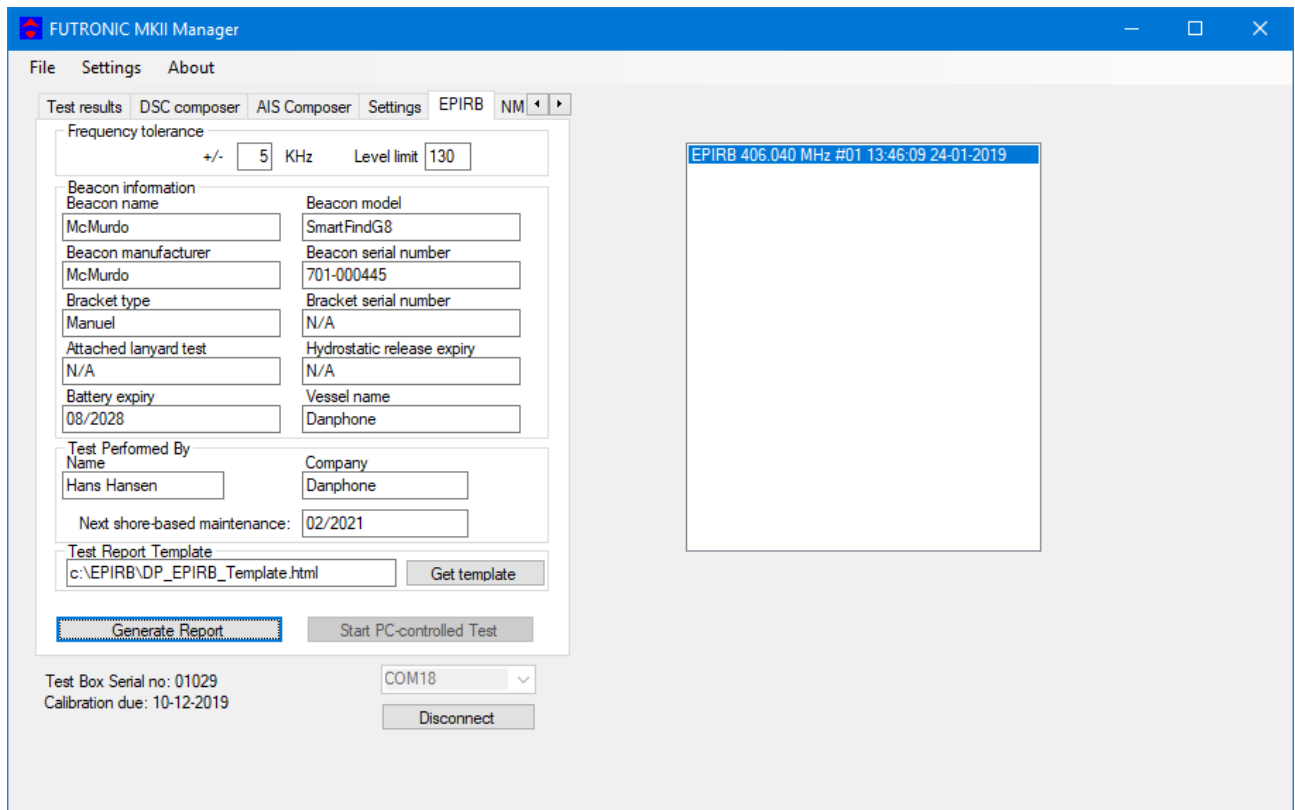 FUTRONIC MKII Manager
File Settings About
Test results DSC composer AIS Composer Settings EPIRB NM
Frequency tolerance
+/- 5 KHz Level limit 130
Beacon information
Beacon name Beacon model
McMurdo SmartFindG8
Beacon manufacturer Beacon serial number
McMurdo 701-000445
Bracket type Bracket serial number
Manuel N/A
Attached lanyard test Hydrostatic release expiry
N/A N/A
Battery expiry Vessel name
08/2028 Danphone
Test Performed By
Name Company
Hans Hansen Danphone
Next shore-based maintenance: 02/2021
Test Report Template
c:\EPIRB\DP_EPIRB_Template.html Get template
Generate Report Start PC-controlled Test
Test Box Serial no: 01029 COM18
Calibration due: 10-12-2019
Disconnect
EPIRB 406.040 MHz #01 13:46:09 24-01-2019